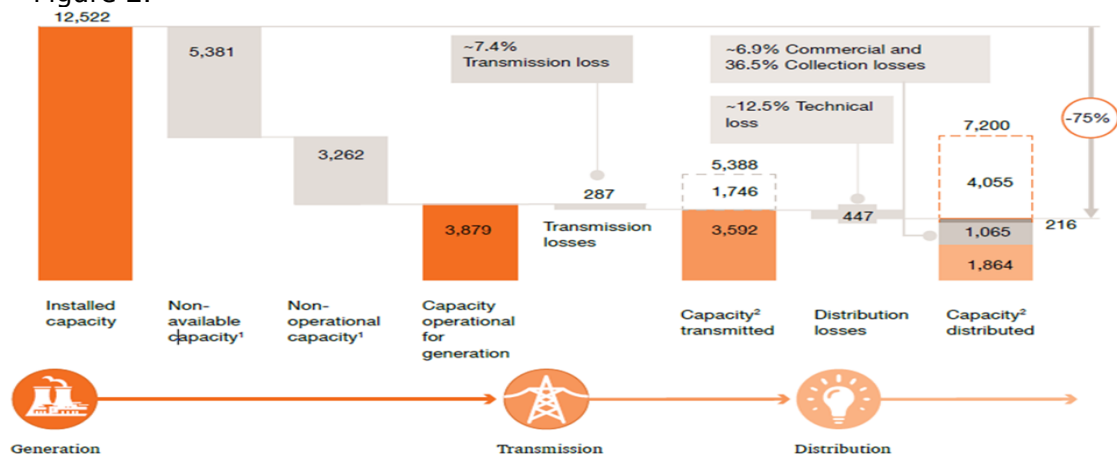 Figure 2.
12,522
5,381
3,262
3,879
~7.4%
Transmission loss
287
Transmission
losses
5,388
1,746
3,592
~6.9% Commercial and
36.5% Collection losses
~12.5% Technical
loss
447
7,200
4,055
1,065
1,864
216
-75%
Installed
capacity
Non-
available
capacity¹
Non-
operational
capacity¹
Capacity
operational
for
generation
Capacity²
transmitted
Distribution
losses
Capacity²
distributed
Generation
Transmission
Distribution